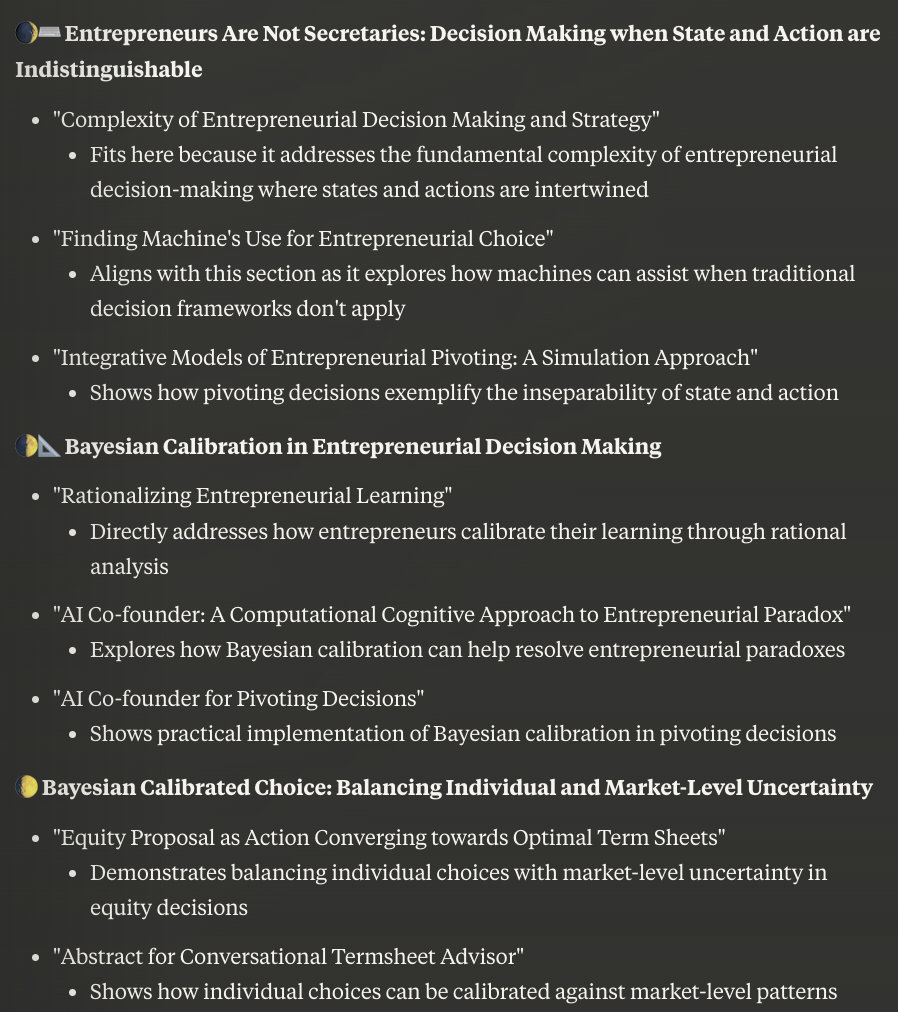 Entrepreneurs Are Not Secretaries: Decision Making when State and Action are
Indistinguishable
• "Complexity of Entrepreneurial Decision Making and Strategy"
• Fits here because it addresses the fundamental complexity of entrepreneurial
decision-making where states and actions are intertwined
• "Finding Machine's Use for Entrepreneurial Choice"
• Aligns with this section as it explores how machines can assist when traditional
decision frameworks don't apply
• "Integrative Models of Entrepreneurial Pivoting: A Simulation Approach"
• Shows how pivoting decisions exemplify the inseparability of state and action
Bayesian Calibration in Entrepreneurial Decision Making
• "Rationalizing Entrepreneurial Learning"
• Directly addresses how entrepreneurs calibrate their learning through rational
analysis
• "AI Co-founder: A Computational Cognitive Approach to Entrepreneurial Paradox"
• Explores how Bayesian calibration can help resolve entrepreneurial paradoxes
• "AI Co-founder for Pivoting Decisions"
• Shows practical implementation of Bayesian calibration in pivoting decisions
Bayesian Calibrated Choice: Balancing Individual and Market-Level Uncertainty
• "Equity Proposal as Action Converging towards Optimal Term Sheets"
• Demonstrates balancing individual choices with market-level uncertainty in
equity decisions
• "Abstract for Conversational Termsheet Advisor"
• Shows how individual choices can be calibrated against market-level patterns